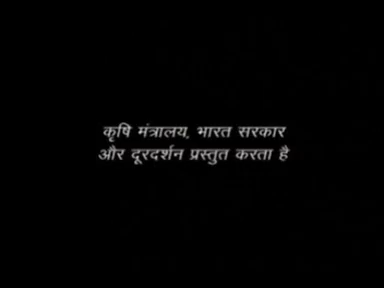 कृषि मंत्रालय, भारत सरकार
और दूरदर्शन प्रस्तुत करता है